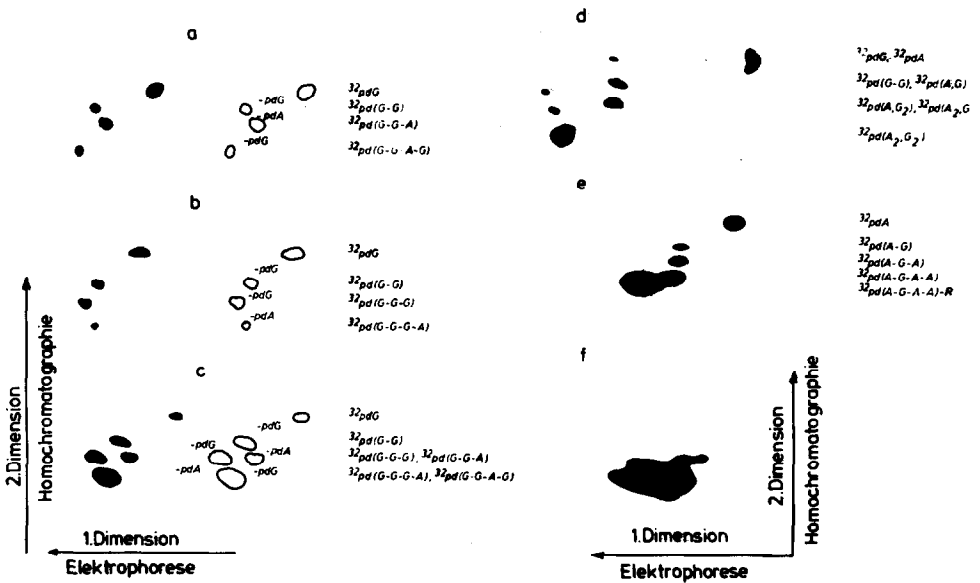 a
-pdG
-pdA
-pdG
³²pdG
³²pd(G-G)
³²pd(G-G-A)
³²pd(G-G-A-G)
b
-pdG
-pdG
-pdA
³²pdG
³²pd(G-G)
³²pd(G-G-G)
³²pd(G-G-G-A)
c
-pdG
-pdG
-pdA
-pdA
-pdG
³²pdG
³²pd(G-G)
³²pd(G-G-G), ³²pd(G-G-A)
³²pd(G-G-G-A), ³²pd(G-G-A-G)
2.Dimension
Homochromatographie
1.Dimension
Elektrophorese
d
³²pdG, ³²pdA
³²pd(G-G), ³²pd(A,G)
³²pd(A,G₂), ³²pd(A₂,G
³²pd(A₂,G₂)
e
³²pdA
³²pd(A-G)
³²pd(A-G-A)
³²pd(A-G-A-A)
³²pd(A-G-A-A)-R
f
2.Dimension
Homochromatographie
1.Dimension
Elektrophorese